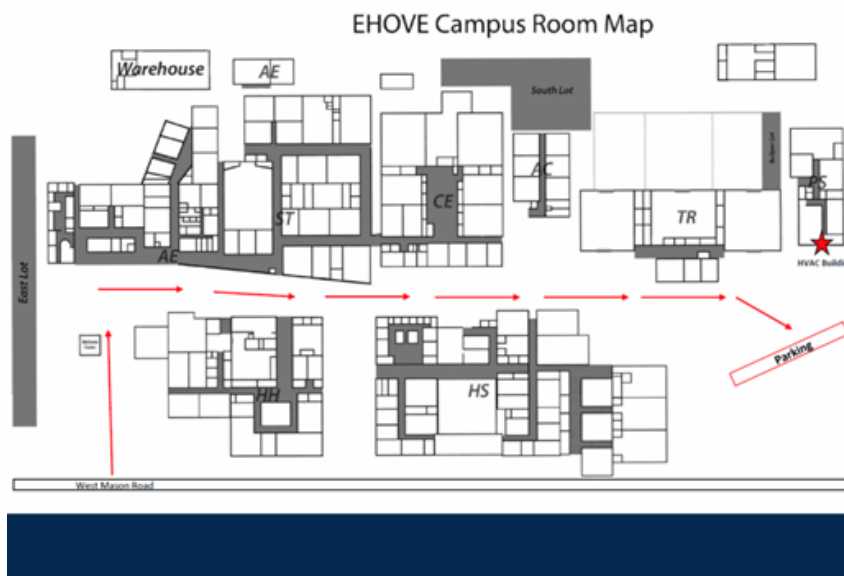 EHOVE Campus Room Map
Warehouse
AE
South Lot
AC
PS
CE
ST
TR
AE
HVAC Buildin
East Lot
Parking
HH
HS
West Mason Road